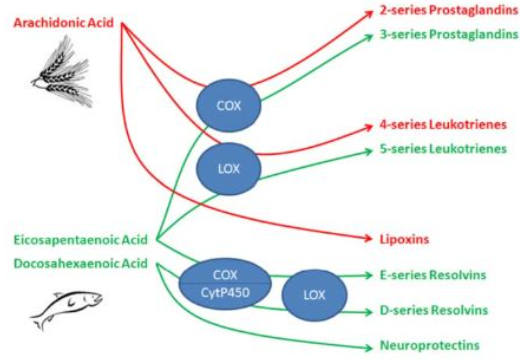 2-series Prostaglandins
Arachidonic Acid
3-series Prostaglandins
COX
4-series Leukotrienes
5-series Leukotrienes
LOX
Eicosapentaenoic Acid
Lipoxins
Docosahexaenoic Acid
COX
CytP450
LOX
E-series Resolvins
D-series Resolvins
Neuroprotectins